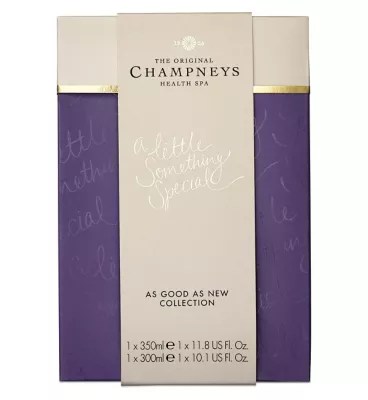 THE ORIGINAL
CHAMPNEYS
HEALTH SPA
A Little
Something
Special
AS GOOD AS NEW
COLLECTION
1 x 350ml e 1 x 11.8 US Fl. Oz.
1 x 300ml e 1 x 10.1 US Fl. Oz.